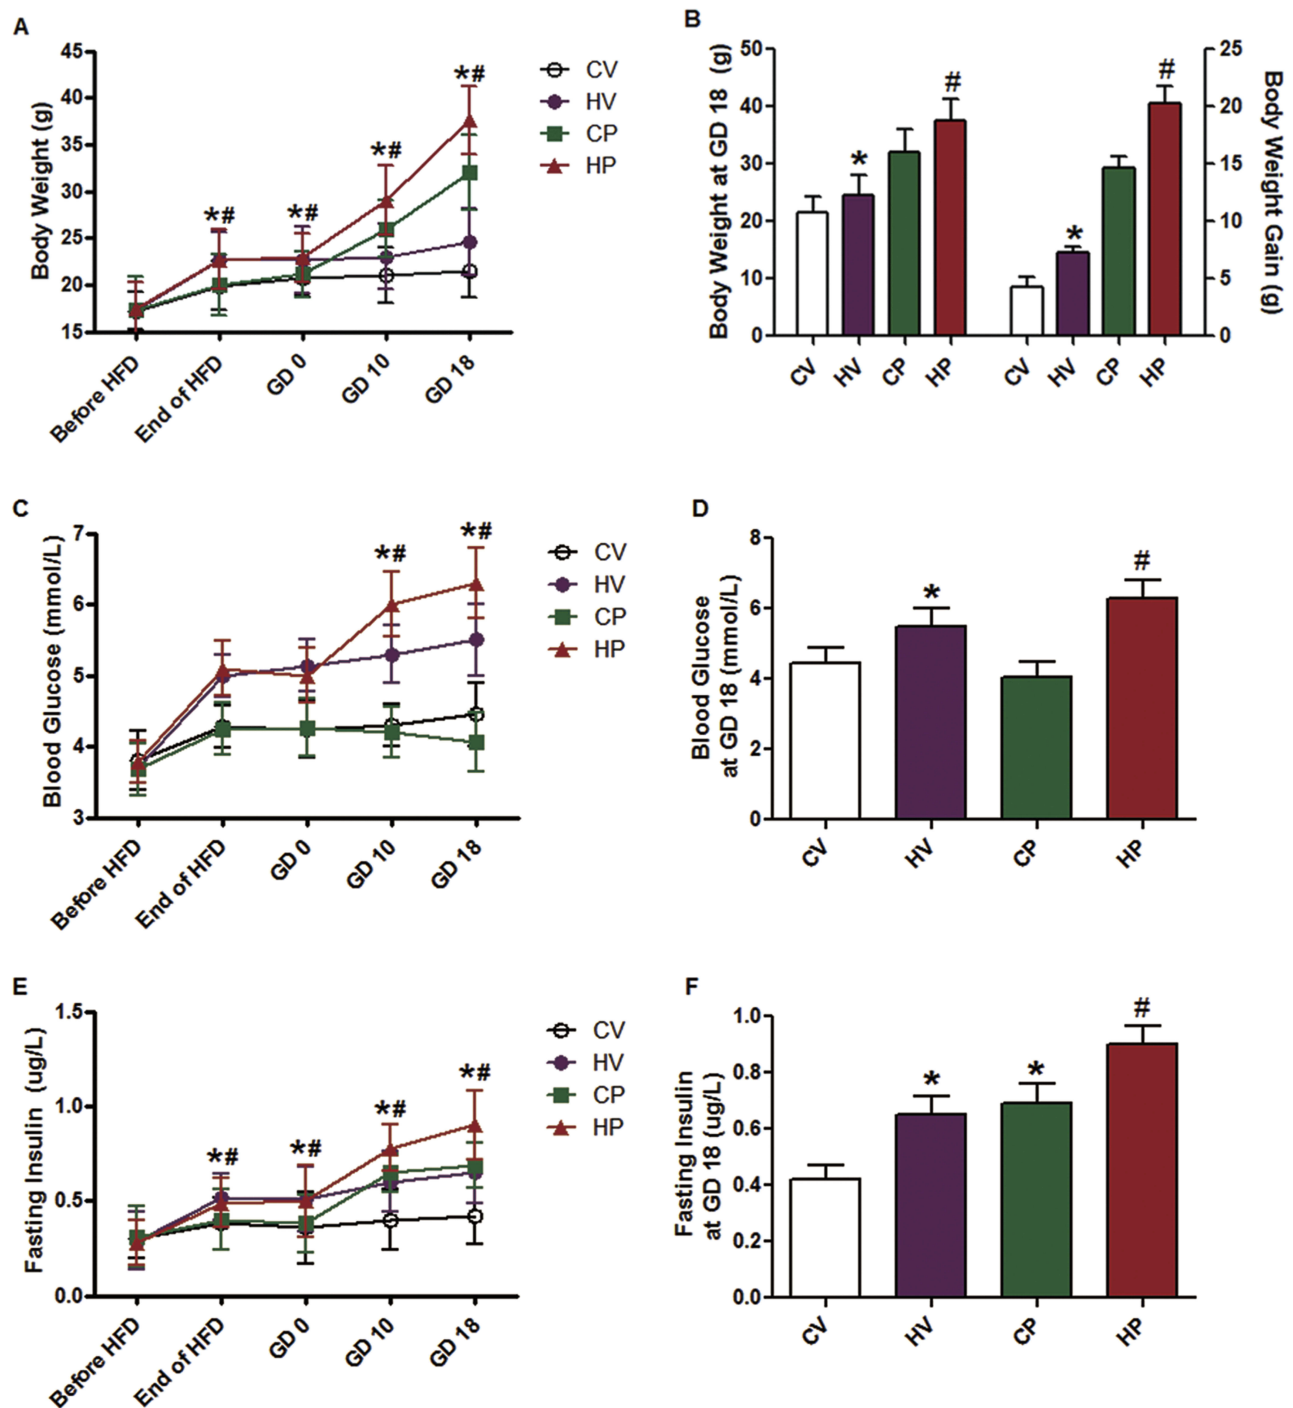 A
Body Weight (g)
45
40
35
30
25
20
15
*#
*#
*#
*#
CV
HV
CP
HP
Before HFD
End of HFD
GD 0
GD 10
GD 18
B
Body Weight at GD 18 (g)
50
40
30
20
10
0
*
#
*
#
25
20
15
10
5
0
Body Weight Gain (g)
CV
HV
CP
HP
CV
HV
CP
HP
C
Blood Glucose (mmol/L)
7
6
5
4
3
*#
*#
CV
HV
CP
HP
Before HFD
End of HFD
GD 0
GD 10
GD 18
D
Blood Glucose
at GD 18 (mmol/L)
8
6
4
2
0
*
#
CV
HV
CP
HP
E
Fasting Insulin (ug/L)
1.5
1.0
0.5
0.0
*#
*#
*#
*#
CV
HV
CP
HP
Before HFD
End of HFD
GD 0
GD 10
GD 18
F
Fasting Insulin
at GD 18 (ug/L)
1.0
0.8
0.6
0.4
0.2
0.0
*
*
#
CV
HV
CP
HP